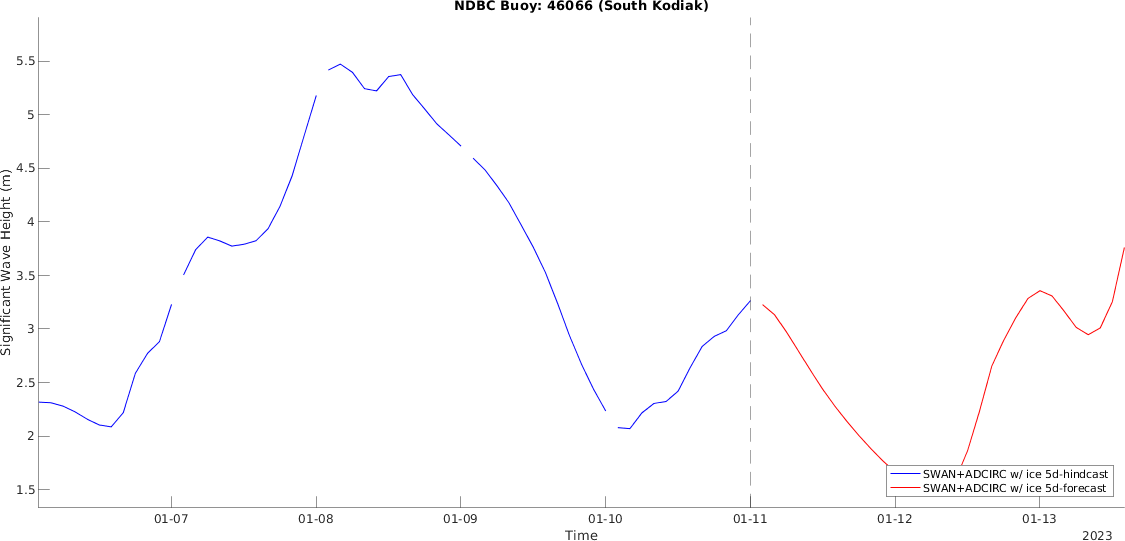 NDBC Buoy: 46066 (South Kodiak)
Significant Wave Height (m)
5.5
5
4.5
4
3.5
3
2.5
2
1.5
SWAN+ADCIRC w/ ice 5d-hindcast
SWAN+ADCIRC w/ ice 5d-forecast
01-07 01-08 01-09 01-10 01-11 01-12 01-13
Time
2023